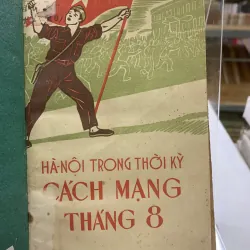 HÀ-NỘI TRONG THỜI KỲ
CÁCH MẠNG
THÁNG 8